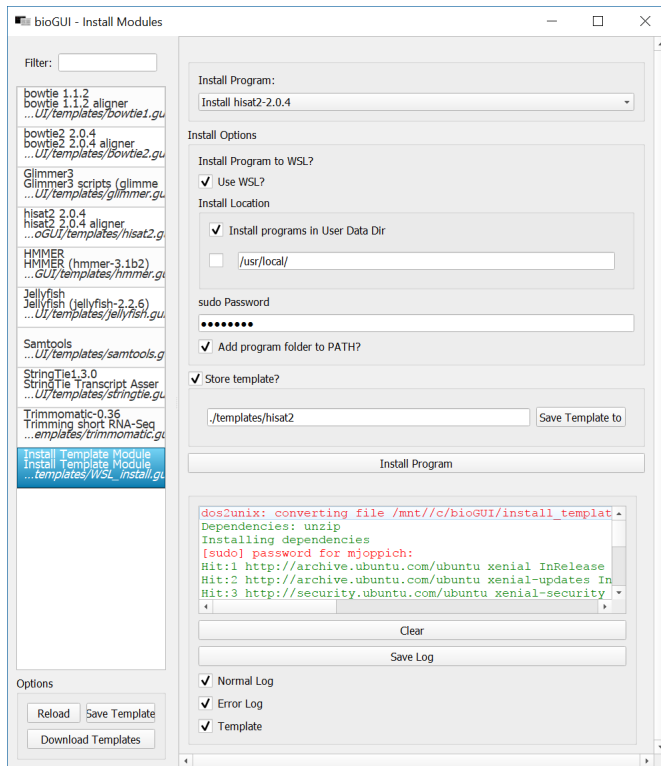 bioGUI - Install Modules
Filter:
bowtie 1.1.2
bowtie 1.1.2 aligner
...UI/templates/bowtie1.gu
bowtie2 2.0.4
bowtie2 2.0.4 aligner
...UI/templates/bowtie2.gu
Glimmer3
Glimmer3 scripts (glimme
...UI/templates/glimmer.gu
hisat2 2.0.4
hisat2 2.0.4 aligner
...oGUI/templates/hisat2.g
HMMER
HMMER (hmmer-3.1b2)
...GUI/templates/hmmer.gu
Jellyfish
Jellyfish (jellyfish-2.2.6)
...UI/templates/jellyfish.gu
Samtools
...UI/templates/samtools.g
StringTie1.3.0
StringTie Transcript Asser
...UI/templates/stringtie.gu
Trimmomatic-0.36
Trimming short RNA-Seq
...emplates/trimmomatic.gu
Install Template Module
Install Template Module
...templates/WSL_install.gu
Options
Reload
Save Template
Download Templates
Install Program:
Install hisat2-2.0.4
Install Options
Install Program to WSL?
Use WSL?
Install Location
Install programs in User Data Dir
/usr/local/
sudo Password
●●●●●●●●
Add program folder to PATH?
Store template?
./templates/hisat2
Save Template to
Install Program
dos2unix: converting file /mnt//c/bioGUI/install_templat
Dependencies: unzip
Installing dependencies
[sudo] password for mjoppich:
Hit:1 http://archive.ubuntu.com/ubuntu xenial InRelease
Hit:2 http://archive.ubuntu.com/ubuntu xenial-updates In
Hit:3 http://security.ubuntu.com/ubuntu xenial-security
Clear
Save Log
Normal Log
Error Log
Template